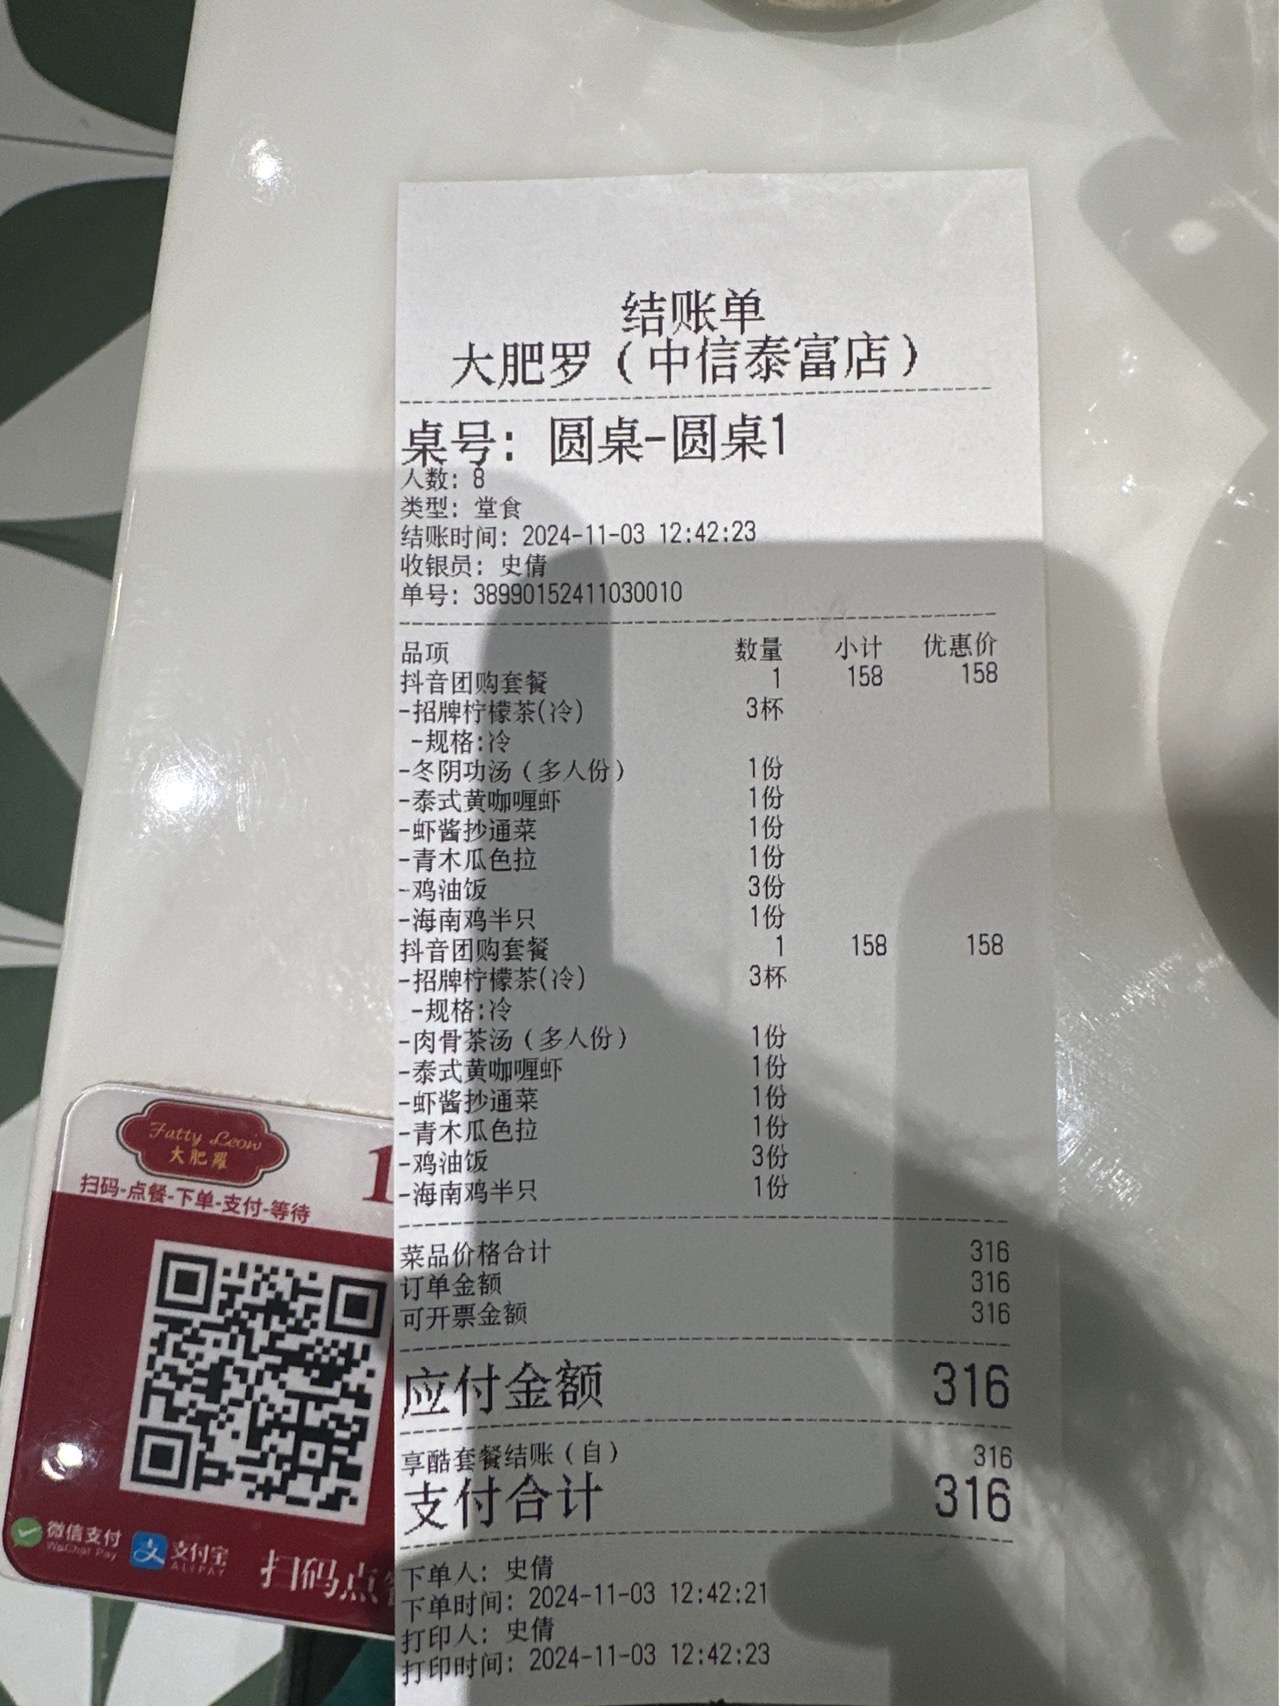 结账单
大肥罗（中信泰富店）
桌号：圆桌-圆桌1
人数：8
类型：堂食
结账时间：2024-11-03 12:42:23
收银员：史倩
单号：38990152411030010
品项 数量 小计 优惠价
抖音团购套餐 1 158 158
-招牌柠檬茶(冷) 3杯
-规格:冷
-冬阴功汤（多人份） 1份
-泰式黄咖喱虾 1份
-虾酱抄通菜 1份
-青木瓜色拉 1份
-鸡油饭 3份
-海南鸡半只 1份
抖音团购套餐 1 158 158
-招牌柠檬茶(冷) 3杯
-规格:冷
-肉骨茶汤（多人份） 1份
-泰式黄咖喱虾 1份
-虾酱抄通菜 1份
-青木瓜色拉 1份
-鸡油饭 3份
-海南鸡半只 1份
菜品价格合计 316
订单金额 316
可开票金额 316
应付金额 316
享酷套餐结账（自） 316
支付合计 316
下单人：史倩
下单时间：2024-11-03 12:42:21
打印人：史倩
打印时间：2024-11-03 12:42:23
Fatty Leon
大肥羅
1
扫码-点餐-下单-支付-等待
微信支付
WeChat Pay
支付宝
ALIPAY
扫码点